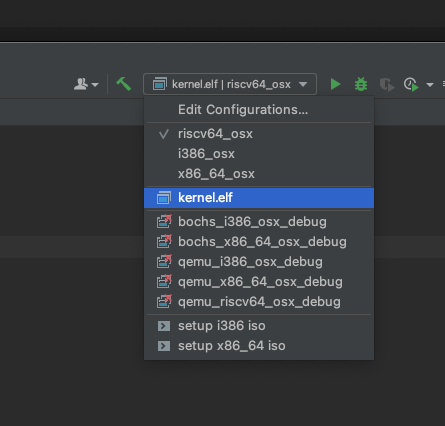 kernel.elf | riscv64_osx
Edit Configurations...
riscv64_osx
i386_osx
x86_64_osx
kernel.elf
bochs_i386_osx_debug
bochs_x86_64_osx_debug
qemu_i386_osx_debug
qemu_x86_64_osx_debug
qemu_riscv64_osx_debug
setup i386 iso
setup x86_64 iso